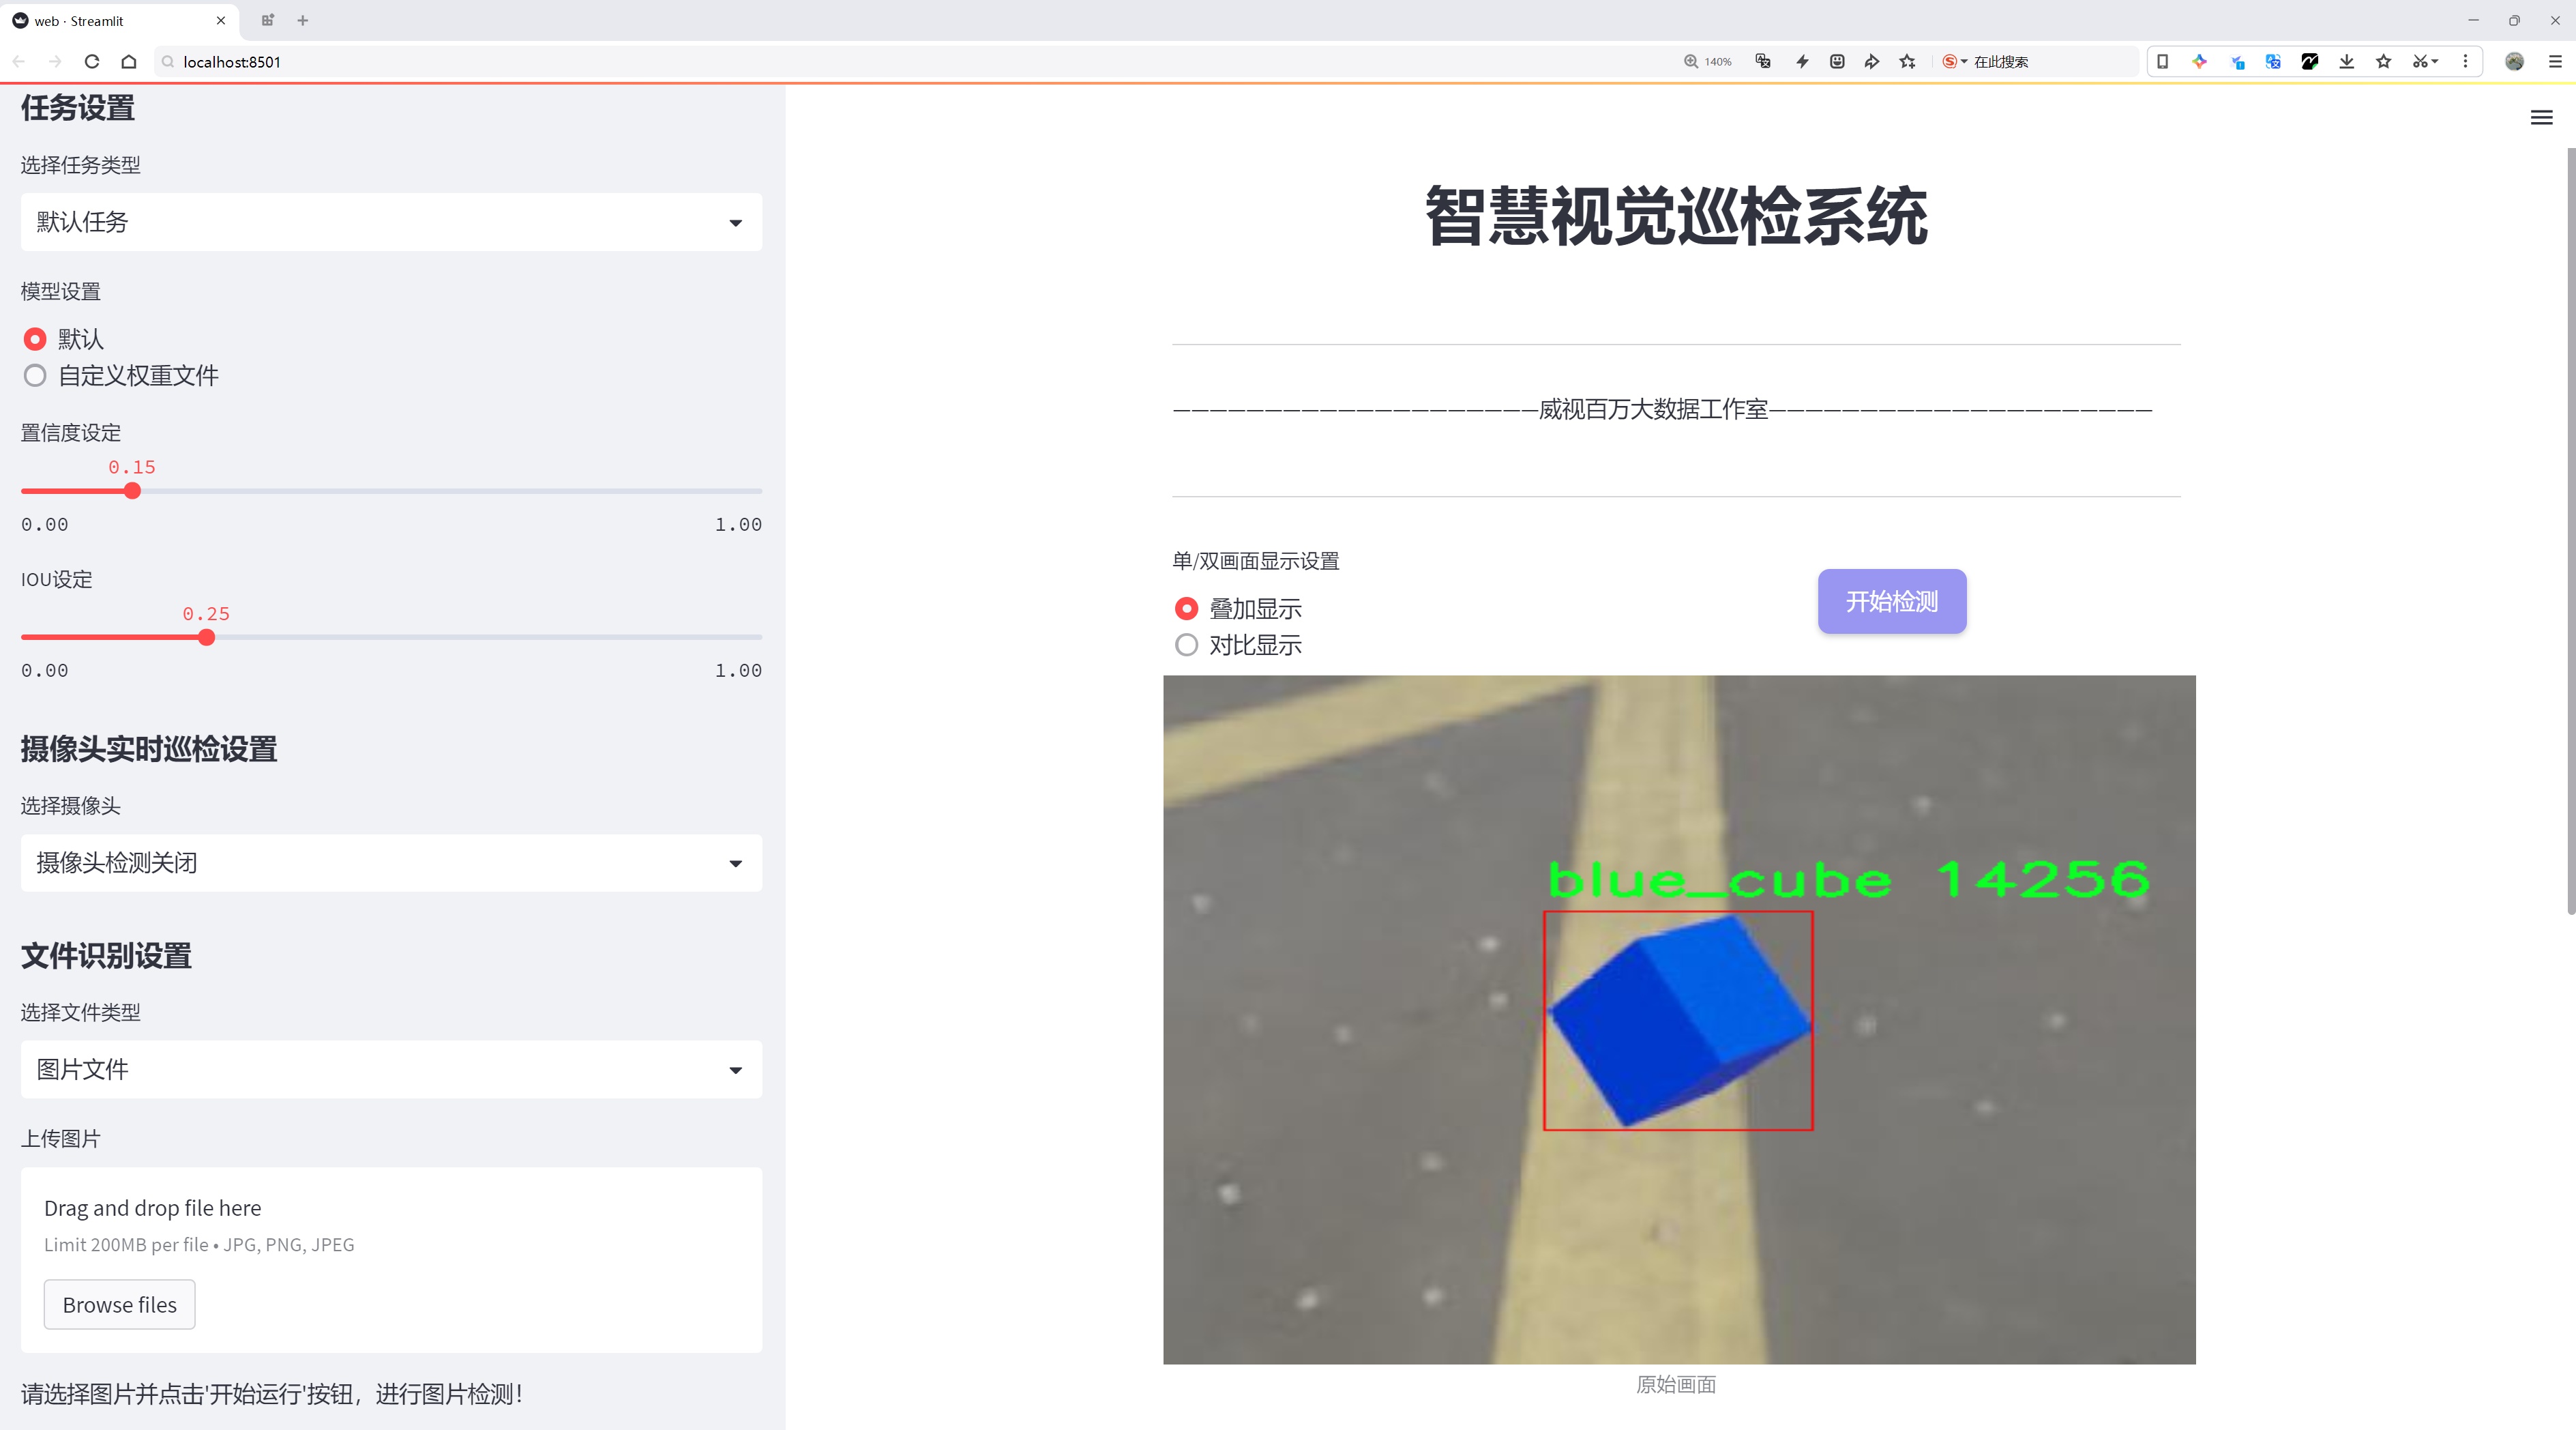 web · Streamlit
localhost:8501
140%
在此搜索
任务设置
选择任务类型
默认任务
模型设置
默认
自定义权重文件
置信度设定
0.15
0.00 1.00
IOU设定
0.25
0.00 1.00
摄像头实时巡检设置
选择摄像头
摄像头检测关闭
文件识别设置
选择文件类型
图片文件
上传图片
Drag and drop file here
Limit 200MB per file • JPG, PNG, JPEG
Browse files
请选择图片并点击'开始运行'按钮，进行图片检测！
智慧视觉巡检系统
————————————————————威视百万大数据工作室—————————————————————
单/双画面显示设置
叠加显示
对比显示
开始检测
blue_cube 14256
原始画面